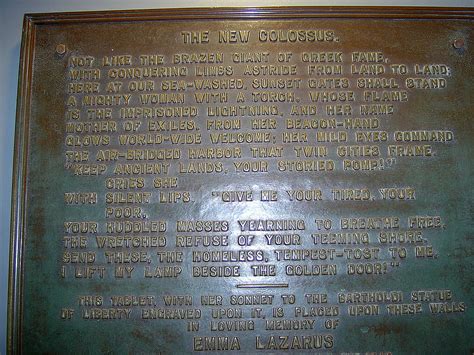 THE NEW COLOSSUS.
NOT LIKE THE BRAZEN GIANT OF GREEK FAME,
WITH CONQUERING LIMBS ASTRIDE FROM LAND TO LAND;
HERE AT OUR SEA-WASHED, SUNSET GATES SHALL STAND
A MIGHTY WOMAN WITH A TORCH, WHOSE FLAME
IS THE IMPRISONED LIGHTNING, AND HER NAME
MOTHER OF EXILES. FROM HER BEACON-HAND
GLOWS WORLD-WIDE WELCOME; HER MILD EYES COMMAND
THE AIR-BRIDGED HARBOR THAT TWIN CITIES FRAME.
"KEEP ANCIENT LANDS, YOUR STORIED POMP!"
CRIES SHE
WITH SILENT LIPS. "GIVE ME YOUR TIRED, YOUR
POOR,
YOUR HUDDLED MASSES YEARNING TO BREATHE FREE,
THE WRETCHED REFUSE OF YOUR TEEMING SHORE.
SEND THESE, THE HOMELESS, TEMPEST-TOST TO ME,
I LIFT MY LAMP BESIDE THE GOLDEN DOOR!"
THIS TABLET, WITH HER SONNET TO THE BARTHOLDI STATUE
OF LIBERTY ENGRAVED UPON IT, IS PLACED UPON THESE WALLS
IN LOVING MEMORY OF
EMMA LAZARUS